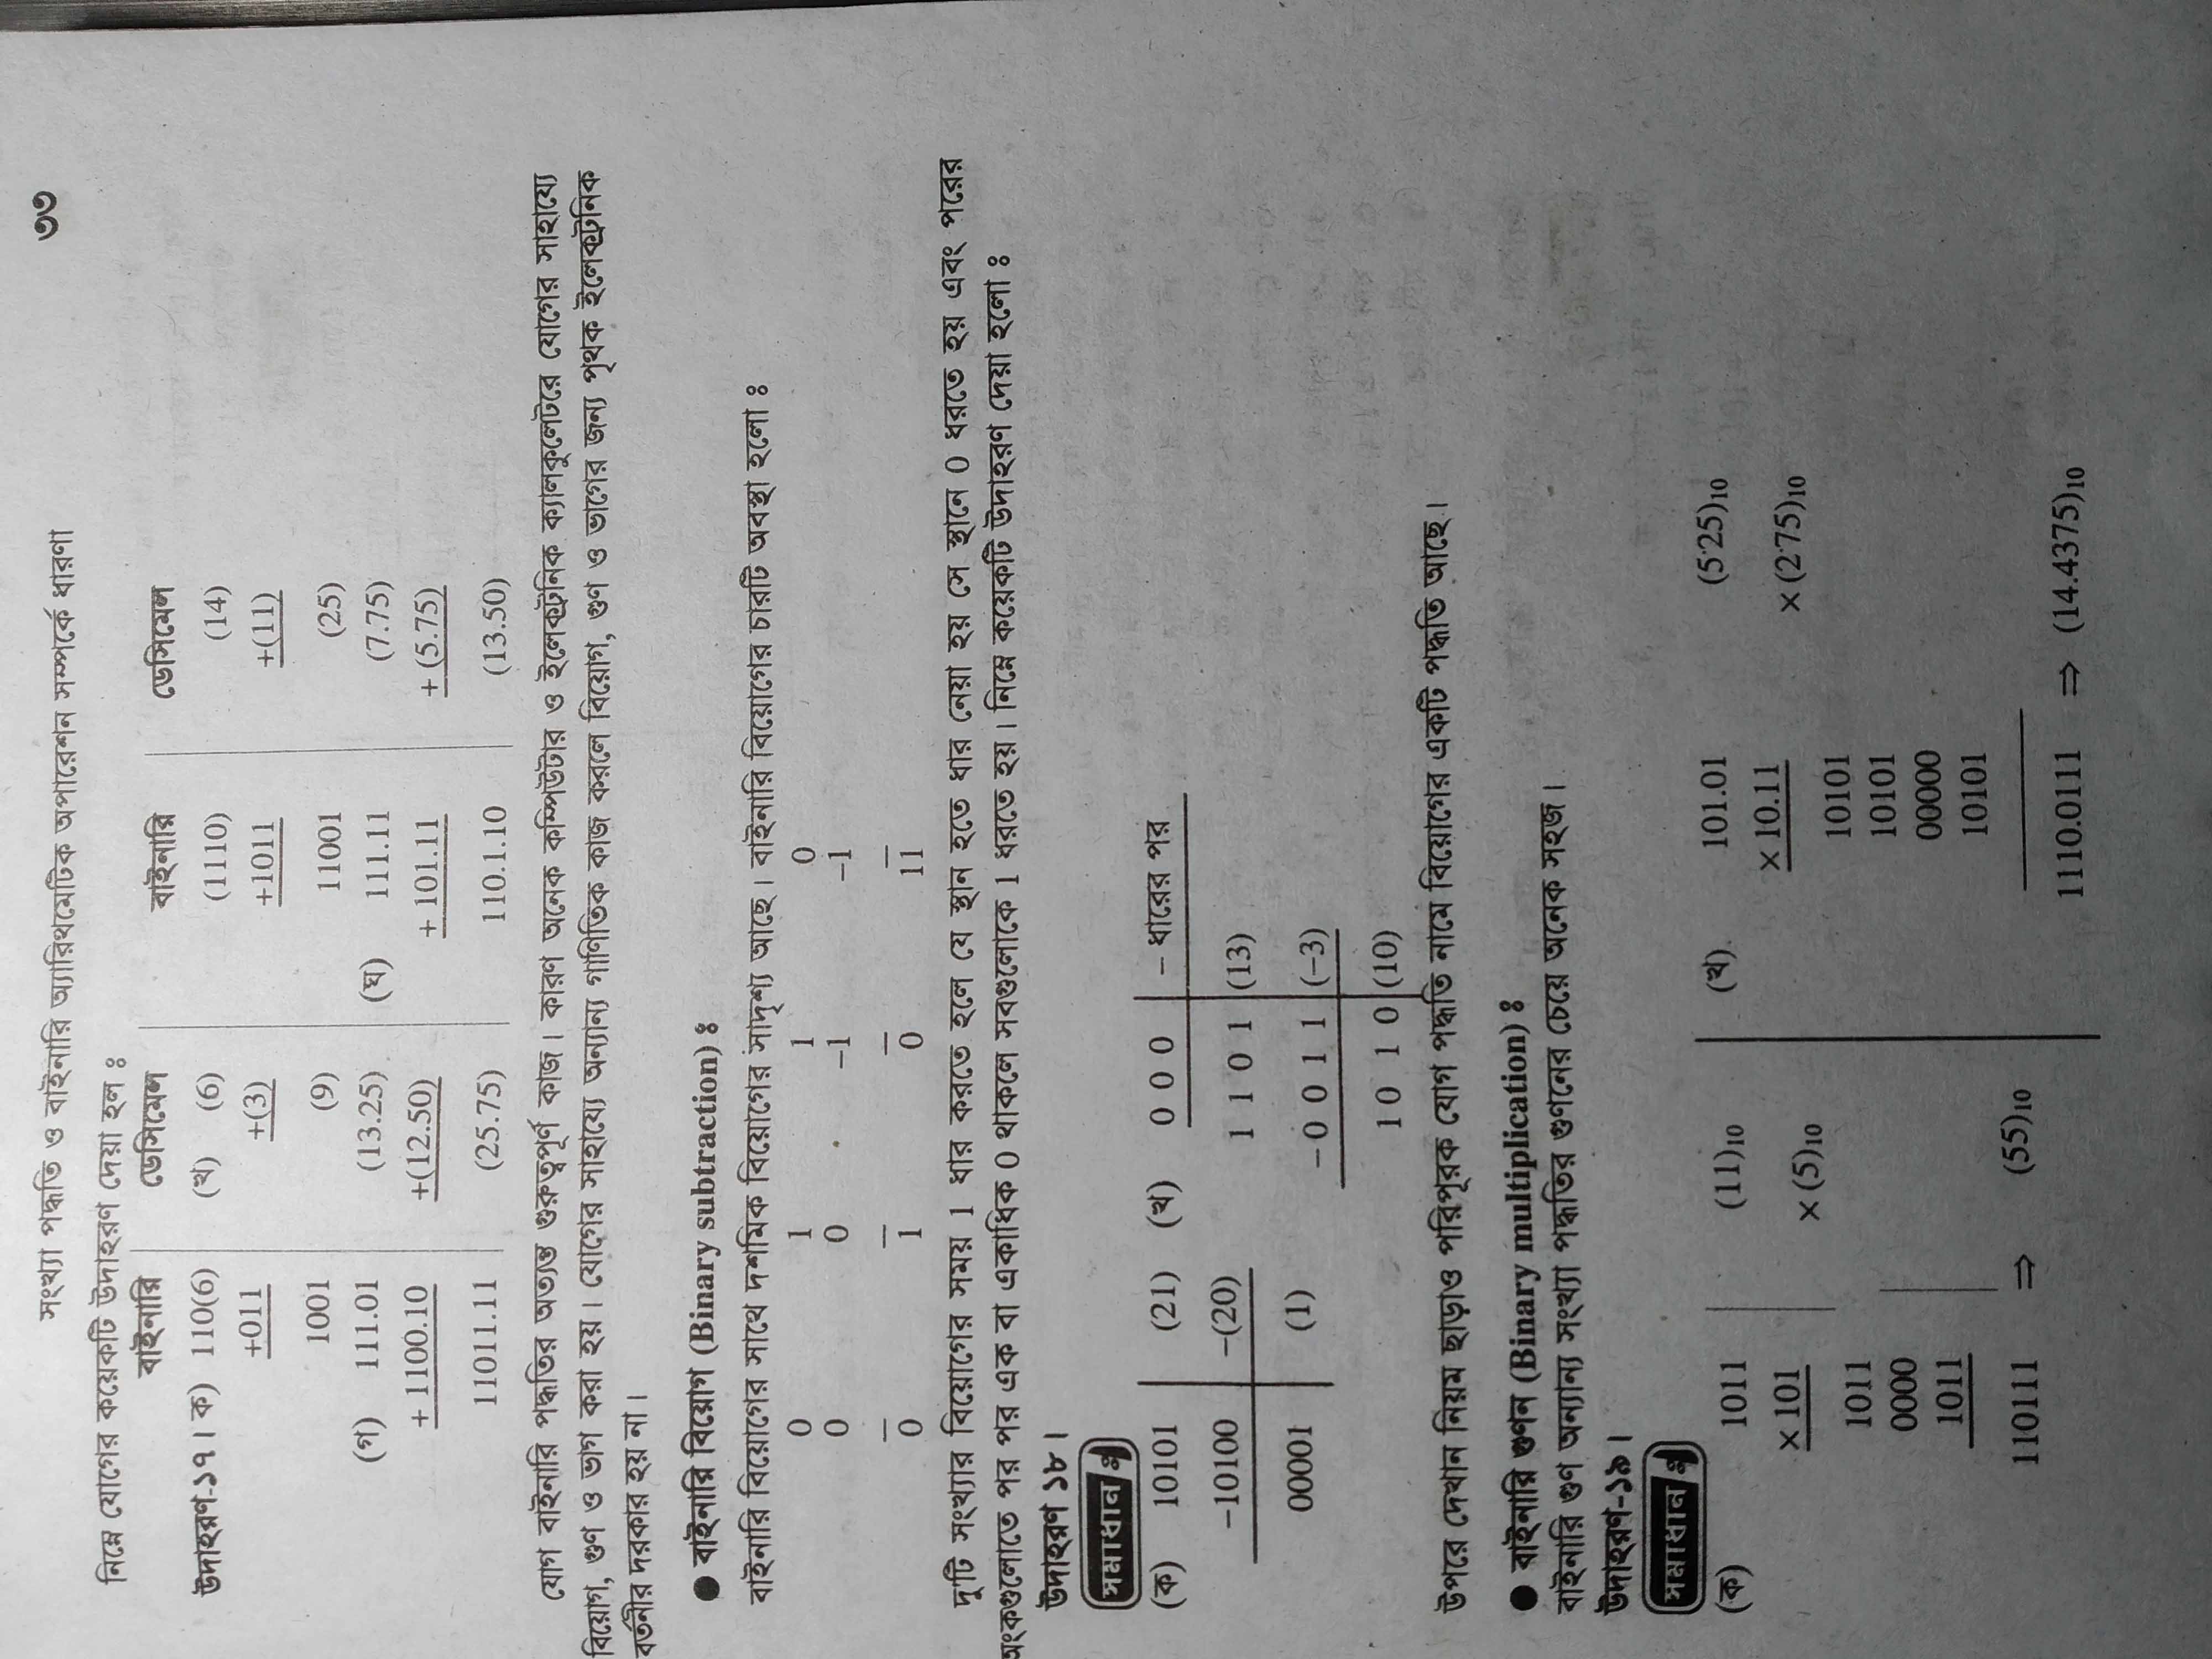 সংখ্যা পদ্ধতি ও বাইনারি অ্যারিথমেটিক অপারেশন সম্পর্কে ধারণা ৩৩
নিম্নে যোগের কয়েকটি উদাহরণ দেয়া হল ঃ
বাইনারি ডেসিমেল বাইনারি ডেসিমেল
উদাহরণ-১৭। ক) 110(6) (খ) (6) (1110) (14)
+011 +(3) +1011 +(11)
1001 (9) 11001 (25)
(গ) 111.01 (13.25) (ঘ) 111.11 (7.75)
+ 1100.10 +(12.50) + 101.11 + (5.75)
11011.11 (25.75) 110.1.10 (13.50)
যোগ বাইনারি পদ্ধতির অত্যন্ত গুরুত্বপূর্ণ কাজ। কারণ অনেক কম্পিউটার ও ইলেকট্রনিক ক্যালকুলেটরে যোগের সাহায্যে
বিয়োগ, গুণ ও ভাগ করা হয়। যোগের সাহায্যে অন্যান্য গাণিতিক কাজ করলে বিয়োগ, গুণ ও ভাগের জন্য পৃথক ইলেকট্রনিক
বর্তনীর দরকার হয় না।
● বাইনারি বিয়োগ (Binary subtraction) ঃ
বাইনারি বিয়োগের সাথে দশমিক বিয়োগের সাদৃশ্য আছে। বাইনারি বিয়োগের চারটি অবস্থা হলো ঃ
0 1 1 0
0 0 –1 –1
0 1 0 11
দু'টি সংখ্যার বিয়োগের সময় 1 ধার করতে হলে যে স্থান হতে ধার নেয়া হয় সে স্থানে 0 ধরতে হয় এবং পরের
অংকগুলোতে পর পর এক বা একাধিক 0 থাকলে সবগুলোকে 1 ধরতে হয়। নিম্নে কয়েকটি উদাহরণ দেয়া হলো ঃ
উদাহরণ ১৮।
সমাধান ঃ
(ক) 10101 (21) (খ) 0 0 0 – ধারের পর
–10100 –(20) 1 1 0 1 (13)
00001 (1) –0 0 1 1 (–3)
1 0 1 0 (10)
উপরে দেখান নিয়ম ছাড়াও পরিপূরক যোগ পদ্ধতি নামে বিয়োগের একটি পদ্ধতি আছে।
● বাইনারি গুণন (Binary multiplication) ঃ
বাইনারি গুণ অন্যান্য সংখ্যা পদ্ধতির গুণনের চেয়ে অনেক সহজ।
উদাহরণ-১৯।
সমাধান ঃ
(ক) 1011 (11)₁₀ (খ). 101.01 (5·25)₁₀
× 101 × (5)₁₀ × 10.11 × (2·75)₁₀
1011 10101
0000 10101
1011 00000
10101
110111 ⇒ (55)₁₀
1110.0111 ⇒ (14.4375)₁₀